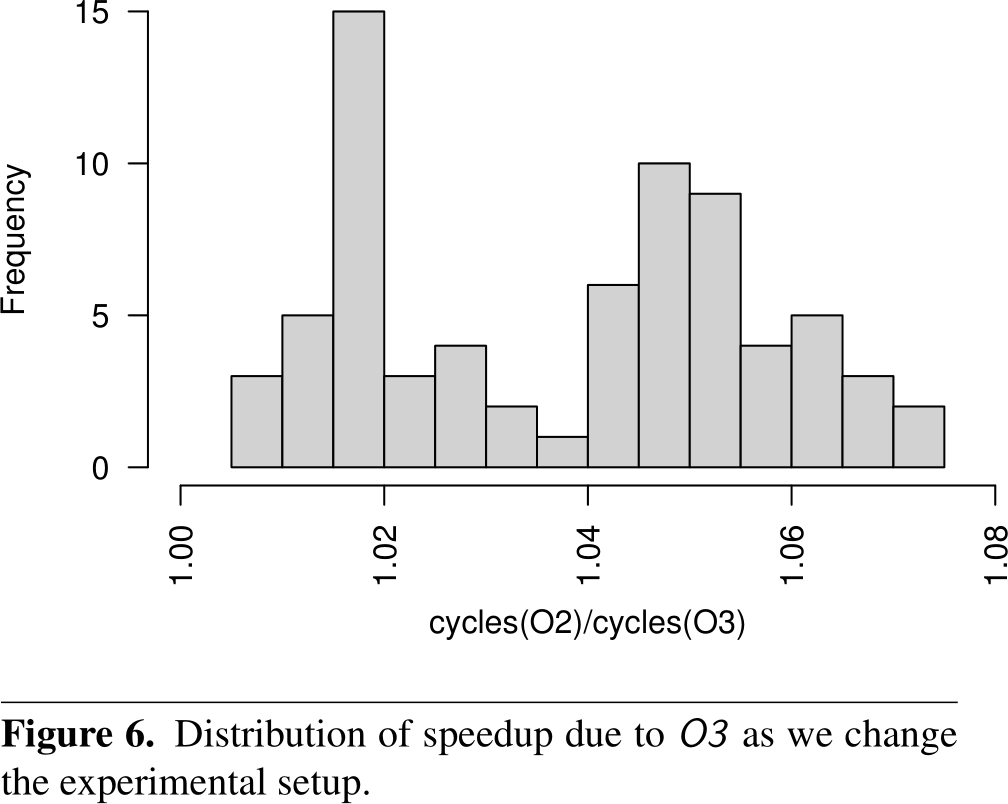 15
10
5
0
Frequency
1.00
1.02
1.04
1.06
1.08
cycles(O2)/cycles(O3)
Figure 6. Distribution of speedup due to O3 as we change
the experimental setup.